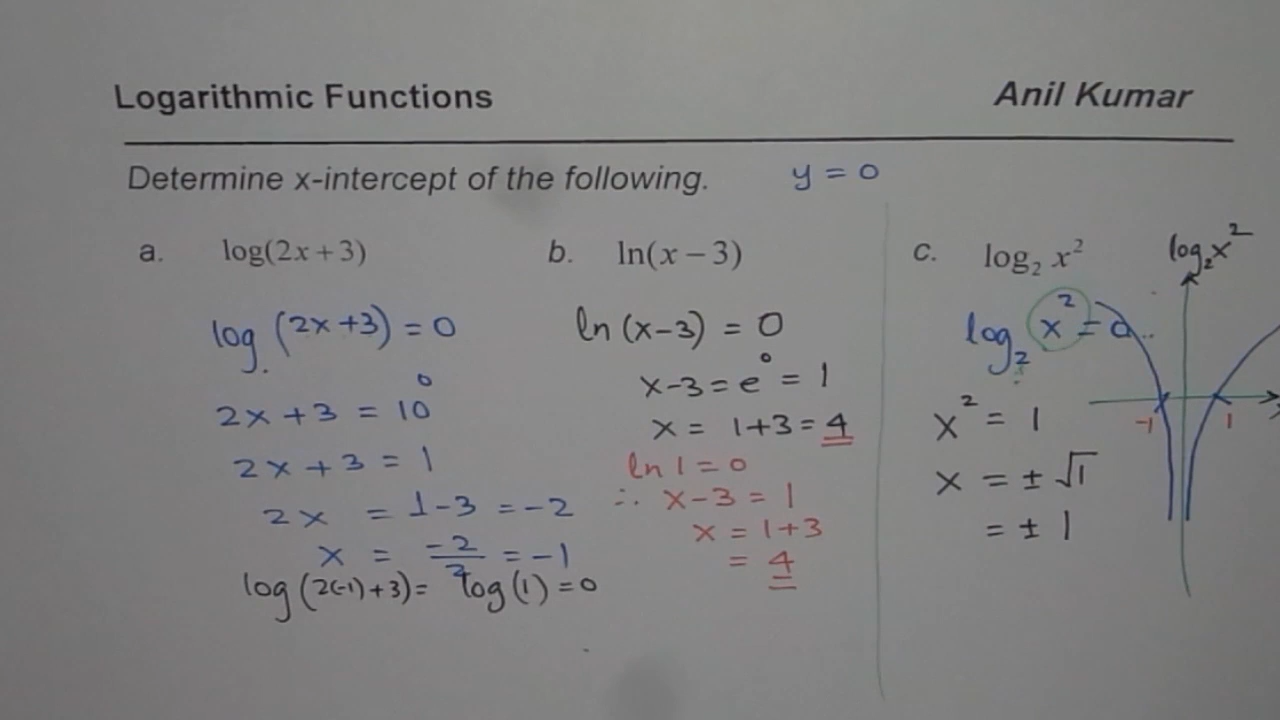 Logarithmic Functions Anil Kumar
Determine x-intercept of the following. y = 0
a. log(2x + 3)
log (2x + 3) = 0
2x + 3 = 10⁰
2x + 3 = 1
2x = 1 - 3 = -2
x = -2/2 = -1
log (2(-1) + 3) = log (1) = 0
b. ln(x − 3)
ln (x-3) = 0
x-3 = e⁰ = 1
x = 1+3 = 4
ln 1 = 0
∴ x-3 = 1
x = 1+3
= 4
c. log₂ x²
log₂ x² = 0
x² = 1
x = ± √1
= ± 1
log₂x²
-1 1